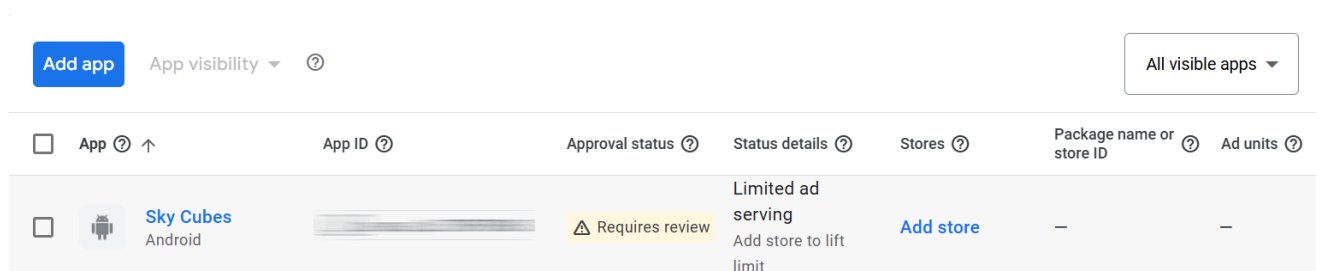 Add app
App visibility
All visible apps
App
App ID
Approval status
Status details
Stores
Package name or
store ID
Ad units
Sky Cubes
Android
Requires review
Limited ad
serving
Add store to lift
limit
Add store
–
–